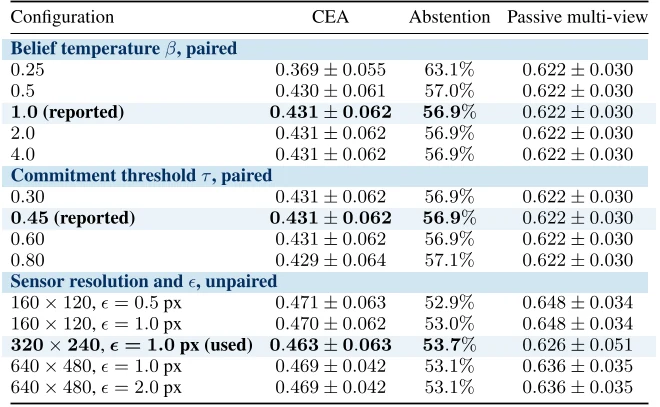 Configuration CEA Abstention Passive multi-view
Belief temperature β, paired
0.25 0.369 ± 0.055 63.1% 0.622 ± 0.030
0.5 0.430 ± 0.061 57.0% 0.622 ± 0.030
1.0 (reported) 0.431 ± 0.062 56.9% 0.622 ± 0.030
2.0 0.431 ± 0.062 56.9% 0.622 ± 0.030
4.0 0.431 ± 0.062 56.9% 0.622 ± 0.030
Commitment threshold τ, paired
0.30 0.431 ± 0.062 56.9% 0.622 ± 0.030
0.45 (reported) 0.431 ± 0.062 56.9% 0.622 ± 0.030
0.60 0.431 ± 0.062 56.9% 0.622 ± 0.030
0.80 0.429 ± 0.064 57.1% 0.622 ± 0.030
Sensor resolution and ϵ, unpaired
160 × 120, ϵ = 0.5 px 0.471 ± 0.063 52.9% 0.648 ± 0.034
160 × 120, ϵ = 1.0 px 0.470 ± 0.062 53.0% 0.648 ± 0.034
320 × 240, ϵ = 1.0 px (used) 0.463 ± 0.063 53.7% 0.626 ± 0.051
640 × 480, ϵ = 1.0 px 0.469 ± 0.042 53.1% 0.636 ± 0.035
640 × 480, ϵ = 2.0 px 0.469 ± 0.042 53.1% 0.636 ± 0.035